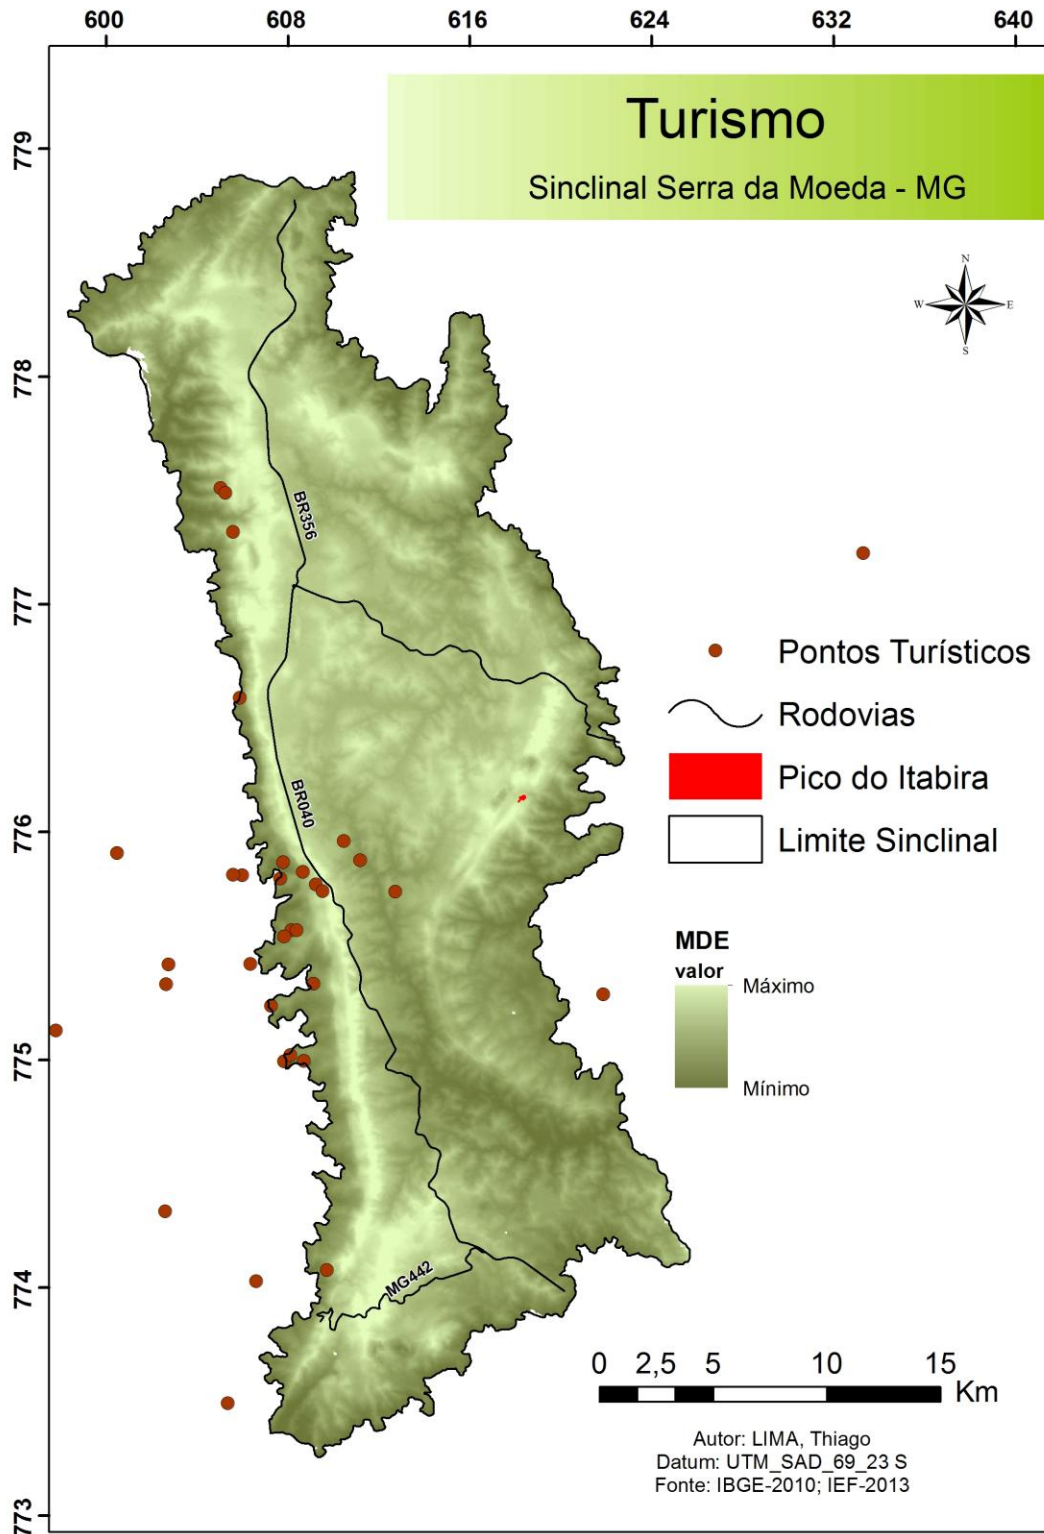 600 608 616 624 632 640
Turismo
Sinclinal Serra da Moeda - MG
779
N
W E
S
778
BR356
777
Pontos Turísticos
Rodovias
Pico do Itabira
BR040
776
Limite Sinclinal
MDE
valor
Máximo
775
Mínimo
774
MG442
0 2,5 5 10 15
Km
Autor: LIMA, Thiago
Datum: UTM_SAD_69_23 S
Fonte: IBGE-2010; IEF-2013
773